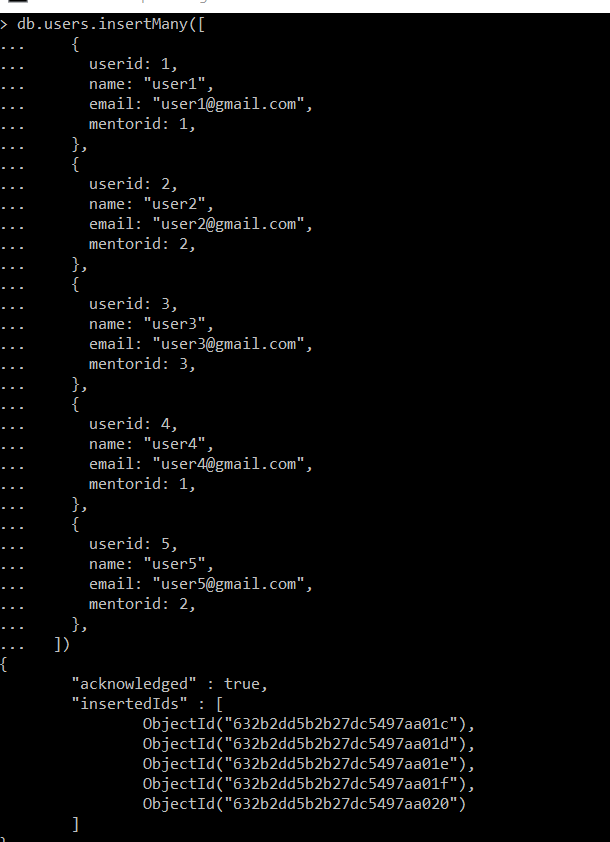 > db.users.insertMany([
...     {
...       userid: 1,
...       name: "user1",
...       email: "user1@gmail.com",
...       mentorid: 1,
...     },
...     {
...       userid: 2,
...       name: "user2",
...       email: "user2@gmail.com",
...       mentorid: 2,
...     },
...     {
...       userid: 3,
...       name: "user3",
...       email: "user3@gmail.com",
...       mentorid: 3,
...     },
...     {
...       userid: 4,
...       name: "user4",
...       email: "user4@gmail.com",
...       mentorid: 1,
...     },
...     {
...       userid: 5,
...       name: "user5",
...       email: "user5@gmail.com",
...       mentorid: 2,
...     },
...   ])
{
        "acknowledged" : true,
        "insertedIds" : [
                ObjectId("632b2dd5b2b27dc5497aa01c"),
                ObjectId("632b2dd5b2b27dc5497aa01d"),
                ObjectId("632b2dd5b2b27dc5497aa01e"),
                ObjectId("632b2dd5b2b27dc5497aa01f"),
                ObjectId("632b2dd5b2b27dc5497aa020")
        ]